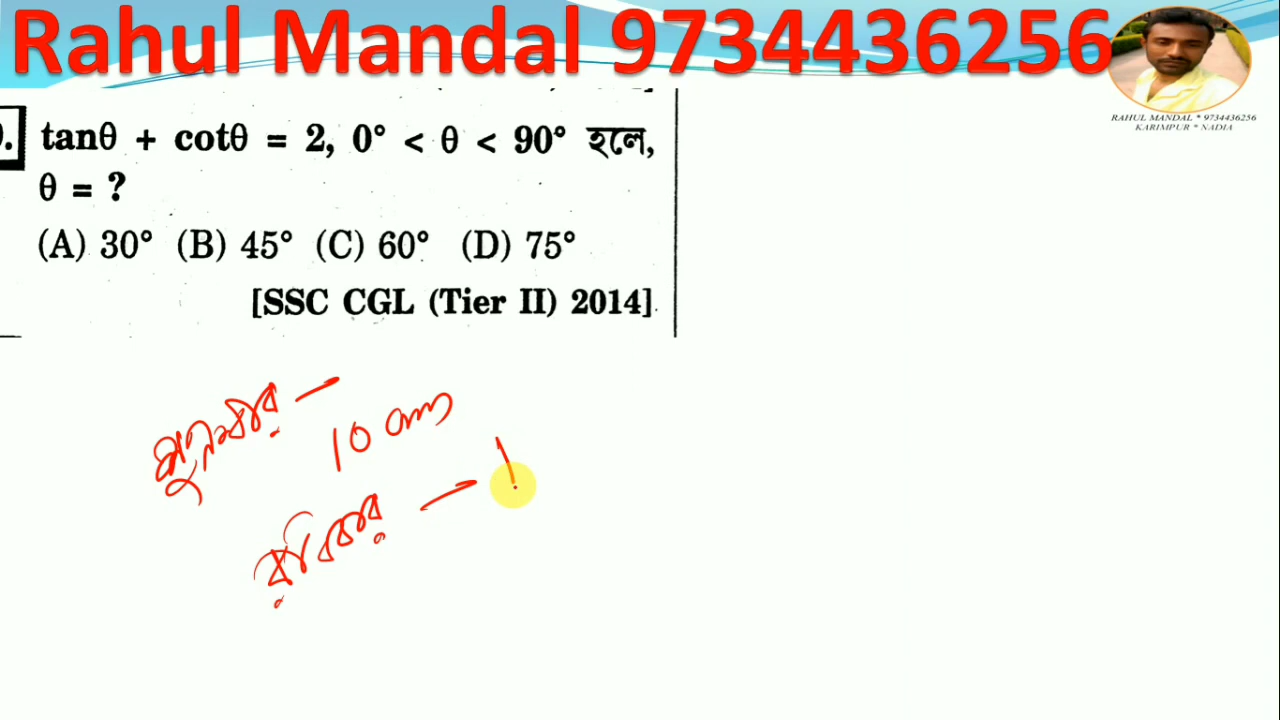 Rahul Mandal 9734436256
RAHUL MANDAL * 9734436256
KARIMPUR * NADIA
tanθ + cotθ = 2, 0° < θ < 90° হলে,
θ = ?
(A) 30° (B) 45° (C) 60° (D) 75°
[SSC CGL (Tier II) 2014].
10
রবিবার —